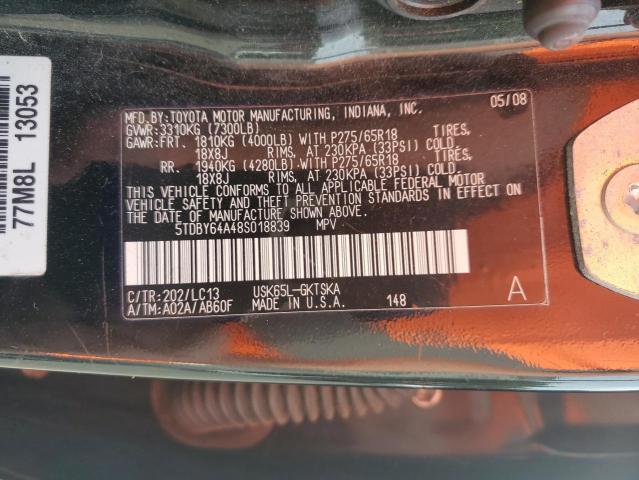 77M8L 13053
MFD.BY:TOYOTA MOTOR MANUFACTURING, INDIANA, INC. 05/08
GVWR:3310KG (7300LB)
GAWR:FRT. 1810KG (4000LB) WITH P275/65R18 TIRES,
18X8J RIMS, AT 230KPA (33PSI) COLD.
RR. 1940KG (4280LB) WITH P275/65R18 TIRES,
18X8J RIMS, AT 230KPA (33PSI) COLD.
THIS VEHICLE CONFORMS TO ALL APPLICABLE FEDERAL MOTOR
VEHICLE SAFETY AND THEFT PREVENTION STANDARDS IN EFFECT ON
THE DATE OF MANUFACTURE SHOWN ABOVE.
5TDBY64A48S018839 MPV
C/TR:202/LC13 USK65L-GKTSKA A
A/TM:A02A/AB60F MADE IN U.S.A. 148